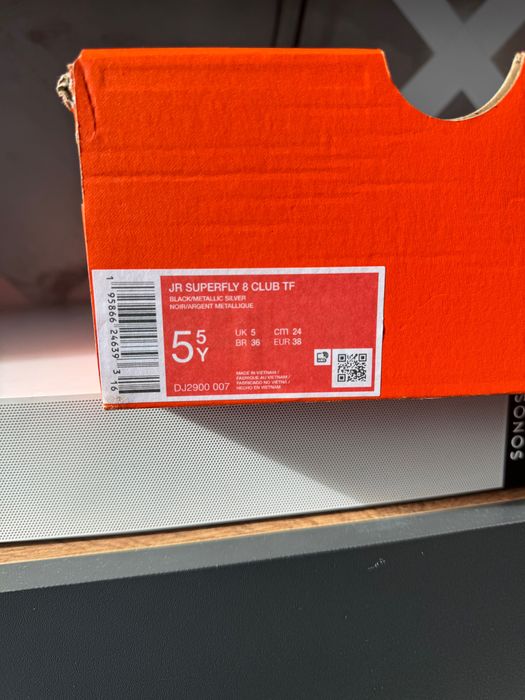 JR SUPERFLY 8 CLUB TF
BLACK/METALLIC SILVER
NOIR/ARGENT METALLIQUE
5 5 Y
UK 5 cm 24
BR 36 EUR 38
MADE IN VIETNAM /
FABRIQUE AU VIETNAM /
FABRICADO NO VIETNÃ /
HECHO EN VIETNAM
DJ2900 007
1 95866 24639 3 16
SONOS